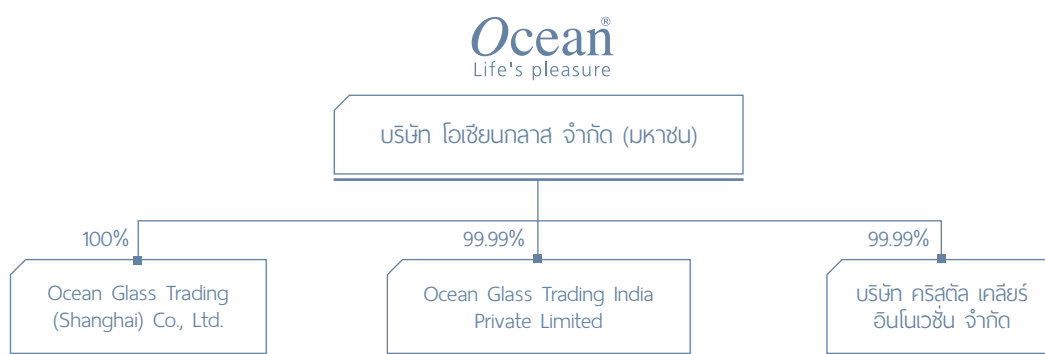 Ocean®
Life's pleasure
บริษัท โอเชียนกลาส จำกัด (มหาชน)
100%
99.99%
99.99%
Ocean Glass Trading
(Shanghai) Co., Ltd.
Ocean Glass Trading India
Private Limited
บริษัท คริสตัล เคลียร์
อินโนเวชั่น จำกัด